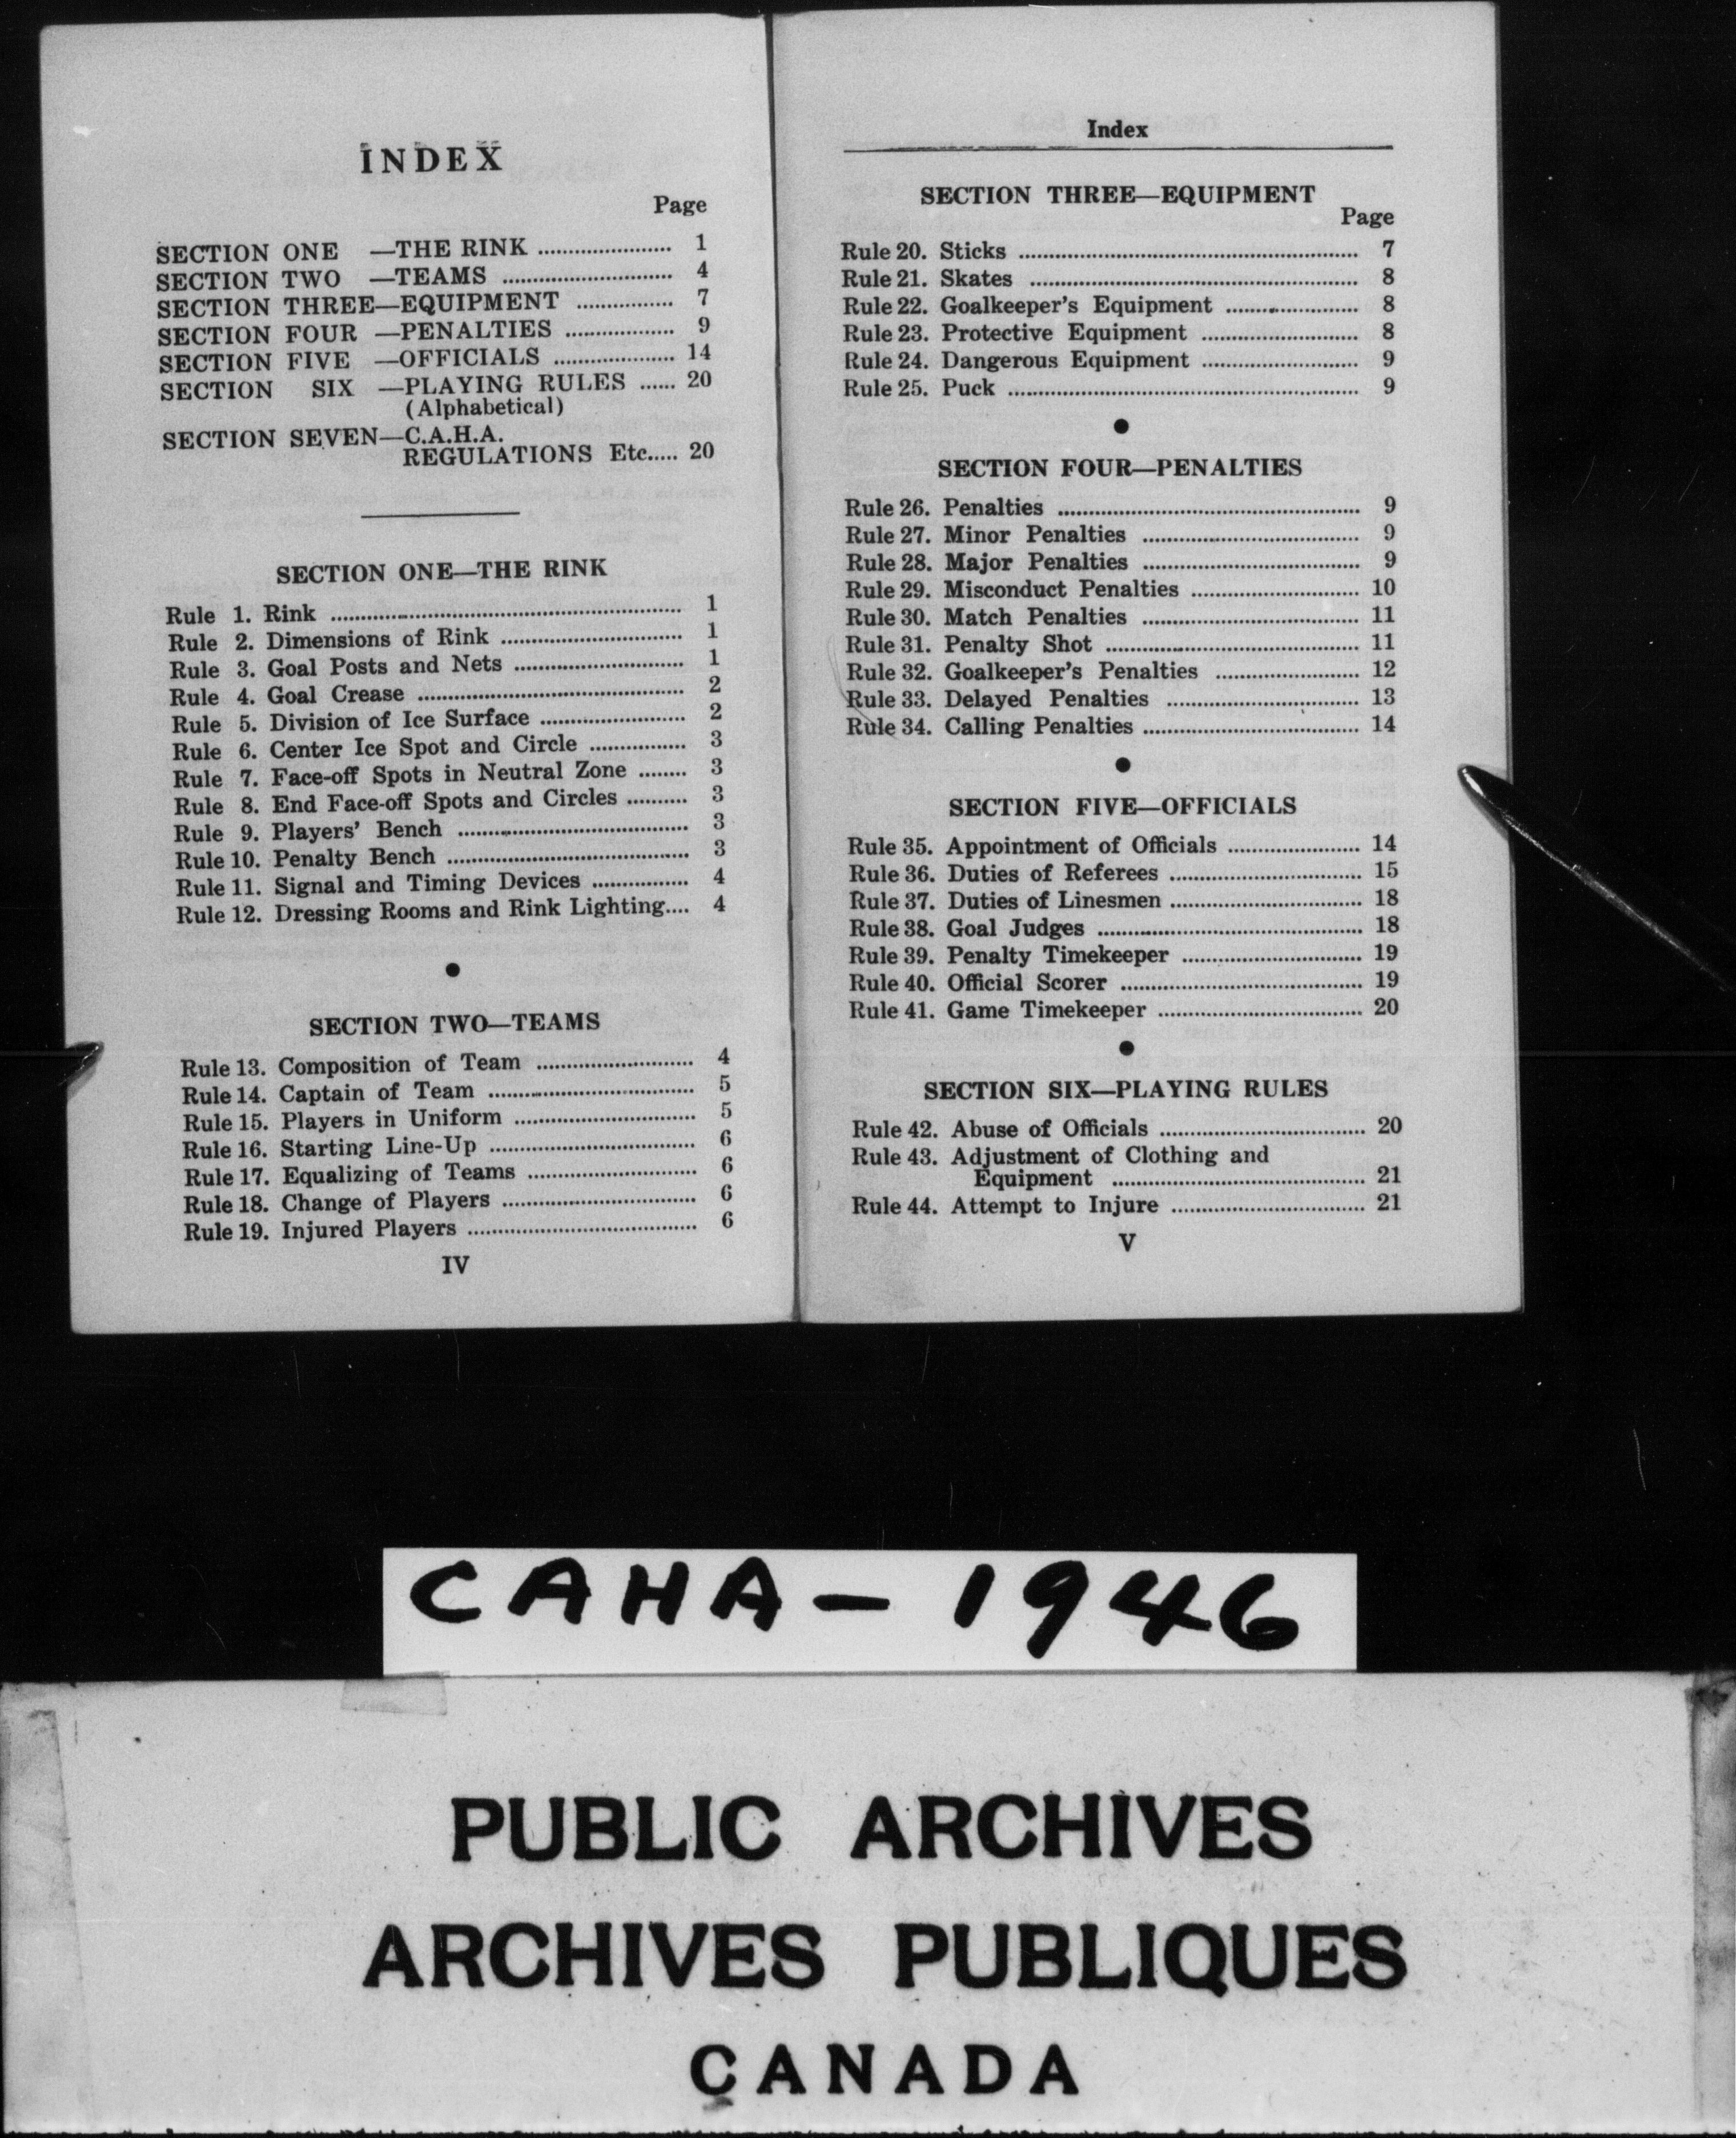 INDEX
Page
SECTION ONE —THE RINK ...................... 1
SECTION TWO —TEAMS ............................ 4
SECTION THREE—EQUIPMENT ................ 7
SECTION FOUR —PENALTIES .................. 9
SECTION FIVE —OFFICIALS .................... 14
SECTION SIX —PLAYING RULES ...... 20
(Alphabetical)
SECTION SEVEN—C.A.H.A.
REGULATIONS Etc..... 20
SECTION ONE—THE RINK
Rule 1. Rink .......................................................... 1
Rule 2. Dimensions of Rink .............................. 1
Rule 3. Goal Posts and Nets ............................ 1
Rule 4. Goal Crease ............................................ 2
Rule 5. Division of Ice Surface ........................ 2
Rule 6. Center Ice Spot and Circle ................ 3
Rule 7. Face-off Spots in Neutral Zone ........ 3
Rule 8. End Face-off Spots and Circles .......... 3
Rule 9. Players' Bench ...................................... 3
Rule 10. Penalty Bench ........................................ 3
Rule 11. Signal and Timing Devices ................ 4
Rule 12. Dressing Rooms and Rink Lighting.... 4
SECTION TWO—TEAMS
Rule 13. Composition of Team .......................... 4
Rule 14. Captain of Team .................................. 5
Rule 15. Players in Uniform .............................. 5
Rule 16. Starting Line-Up .................................. 6
Rule 17. Equalizing of Teams ............................ 6
Rule 18. Change of Players ................................ 6
Rule 19. Injured Players ...................................... 6
IV
Index
SECTION THREE—EQUIPMENT
Page
Rule 20. Sticks ........................................................ 7
Rule 21. Skates ...................................................... 8
Rule 22. Goalkeeper's Equipment ...................... 8
Rule 23. Protective Equipment .......................... 8
Rule 24. Dangerous Equipment .......................... 9
Rule 25. Puck .......................................................... 9
SECTION FOUR—PENALTIES
Rule 26. Penalties .................................................. 9
Rule 27. Minor Penalties .................................... 9
Rule 28. Major Penalties .................................... 9
Rule 29. Misconduct Penalties ............................ 10
Rule 30. Match Penalties .................................... 11
Rule 31. Penalty Shot .......................................... 11
Rule 32. Goalkeeper's Penalties ........................ 12
Rule 33. Delayed Penalties ................................ 13
Rule 34. Calling Penalties .................................... 14
SECTION FIVE—OFFICIALS
Rule 35. Appointment of Officials ...................... 14
Rule 36. Duties of Referees ................................ 15
Rule 37. Duties of Linesmen ................................ 18
Rule 38. Goal Judges ............................................ 18
Rule 39. Penalty Timekeeper .............................. 19
Rule 40. Official Scorer ........................................ 19
Rule 41. Game Timekeeper .................................. 20
SECTION SIX—PLAYING RULES
Rule 42. Abuse of Officials .................................. 20
Rule 43. Adjustment of Clothing and
Equipment .......................................... 21
Rule 44. Attempt to Injure ................................ 21
V
CAHA - 1946
PUBLIC ARCHIVES
ARCHIVES PUBLIQUES
CANADA